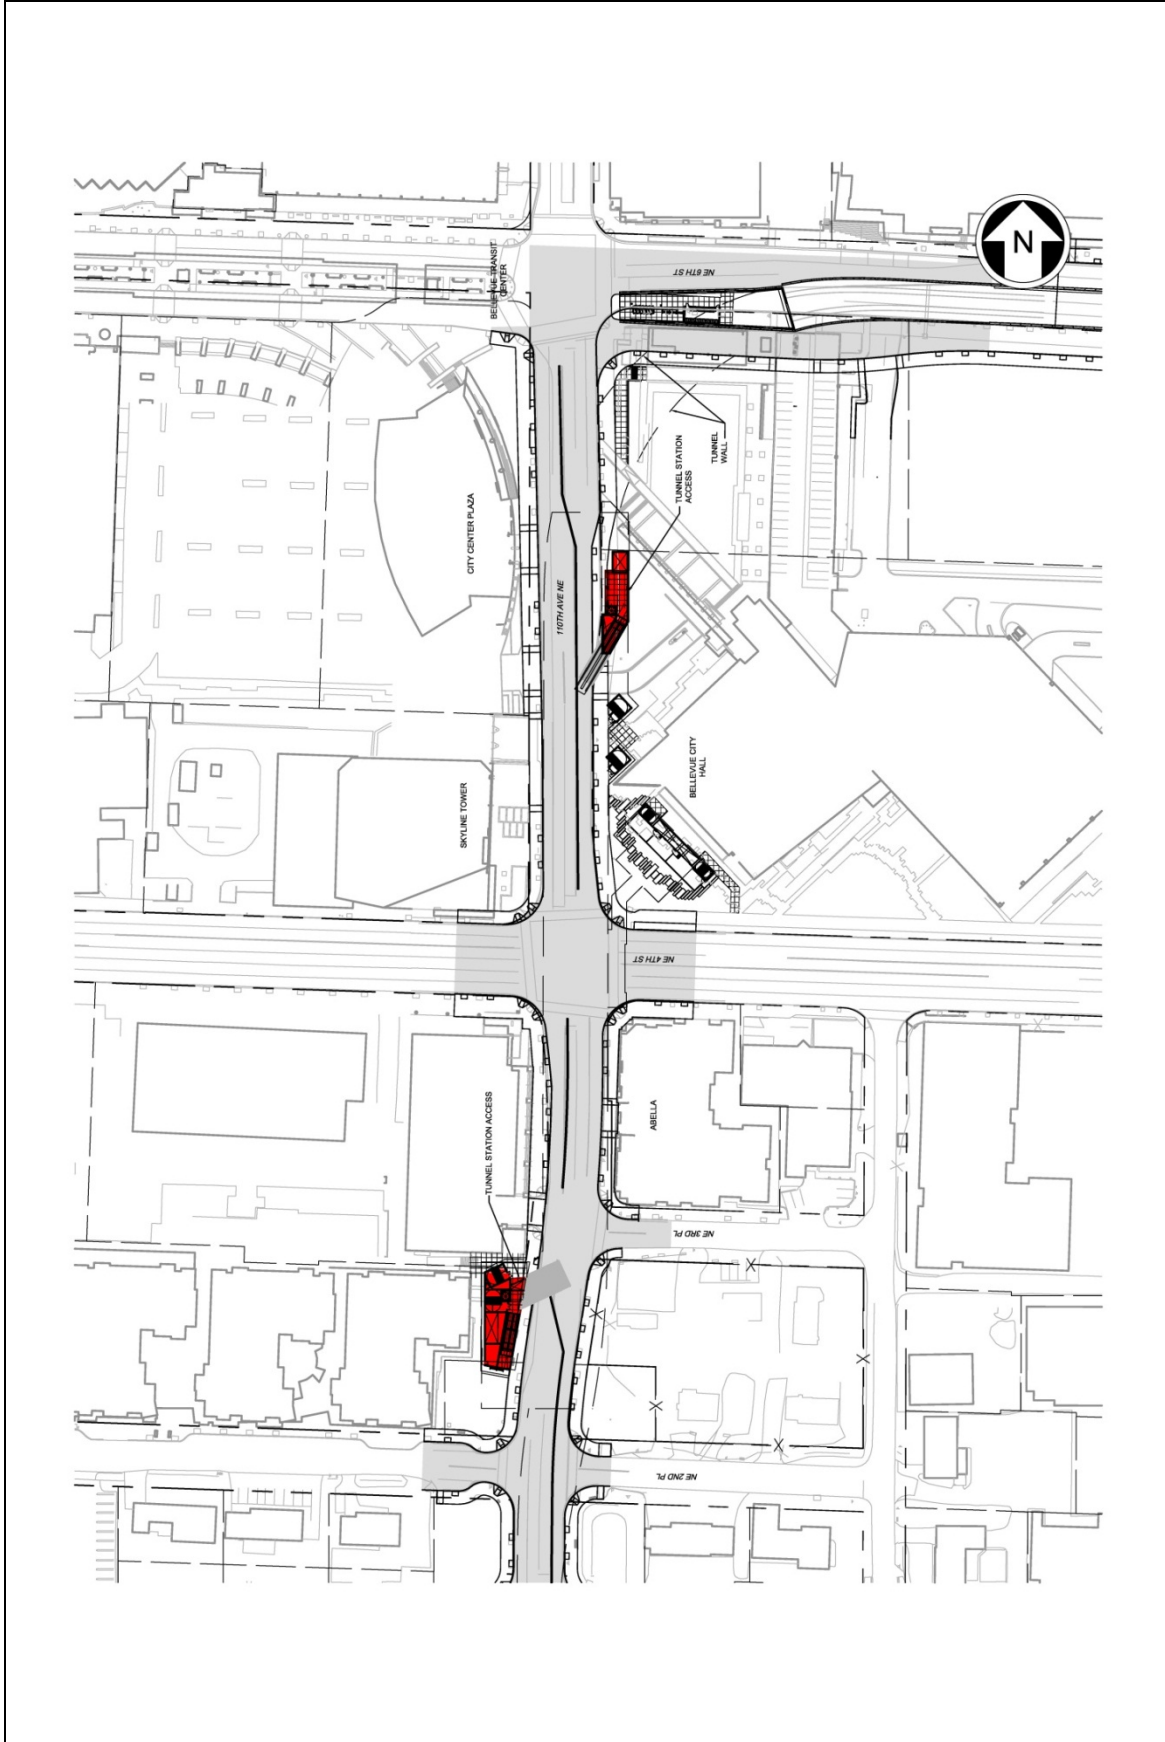 N
BELLEVUE TRANSIT
CENTER
NE 6TH ST
TUNNEL
WALL
TUNNEL STATION
ACCESS
CITY CENTER PLAZA
110TH AVE NE
SKYLINE TOWER
BELLEVUE CITY
HALL
NE 4TH ST
TUNNEL STATION ACCESS
ABELLA
NE 3RD PL
NE 2ND PL